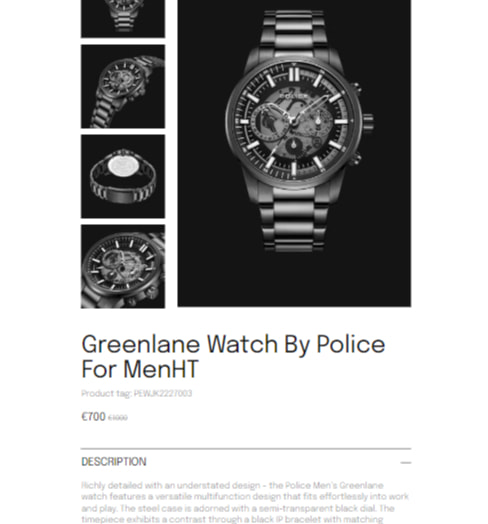 Greenlane Watch By Police
For MenHT
Product tag: PEWJK2227003
€700 €1000
DESCRIPTION
Richly detailed with an understated design – the Police Men's Greenlane
watch features a versatile multifunction design that fits effortlessly into work
and play. The steel case is adorned with a semi-transparent black dial. The
timepiece exhibits a contrast through a black IP bracelet with matching